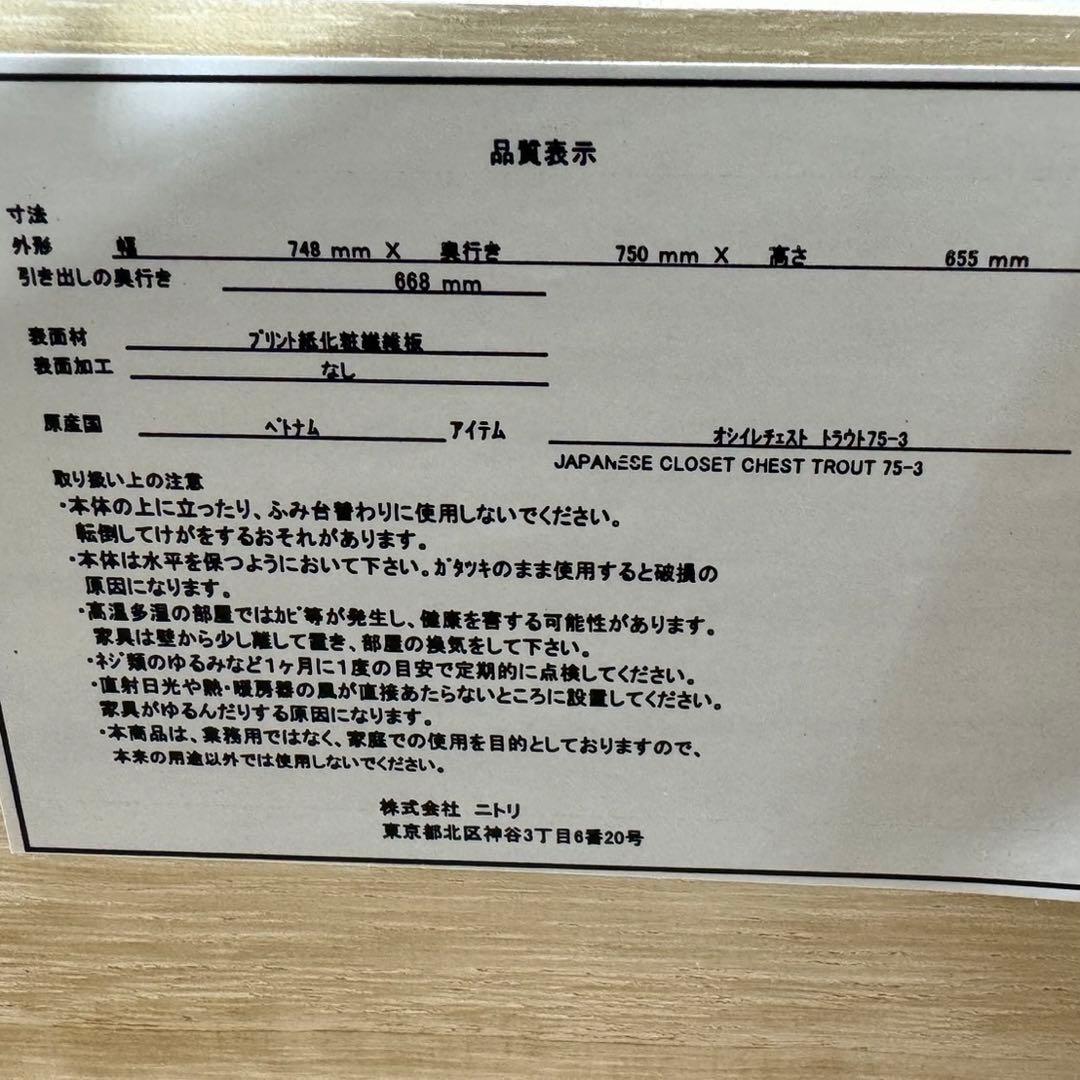 品質表示
寸法
外形 幅 748 mm X 奥行き 750 mm X 高さ 655 mm
引き出しの奥行き 668 mm
表面材 プリント紙化粧繊維板
表面加工 なし
原産国 ベトナム アイテム オシイレチェスト トラウト75-3
JAPANESE CLOSET CHEST TROUT 75-3
取り扱い上の注意
・本体の上に立ったり、ふみ台替わりに使用しないでください。
転倒してけがをするおそれがあります。
・本体は水平を保つようにおいて下さい。ガタツキのまま使用すると破損の
原因になります。
・高温多湿の部屋ではカビ等が発生し、健康を害する可能性があります。
家具は壁から少し離して置き、部屋の換気をして下さい。
・ネジ類のゆるみなど1ヶ月に1度の目安で定期的に点検してください。
・直射日光や熱・暖房器の風が直接あたらないところに設置してください。
家具がゆるんだりする原因になります。
・本商品は、業務用ではなく、家庭での使用を目的としておりますので、
本来の用途以外では使用しないでください。
株式会社 ニトリ
東京都北区神谷3丁目6番20号